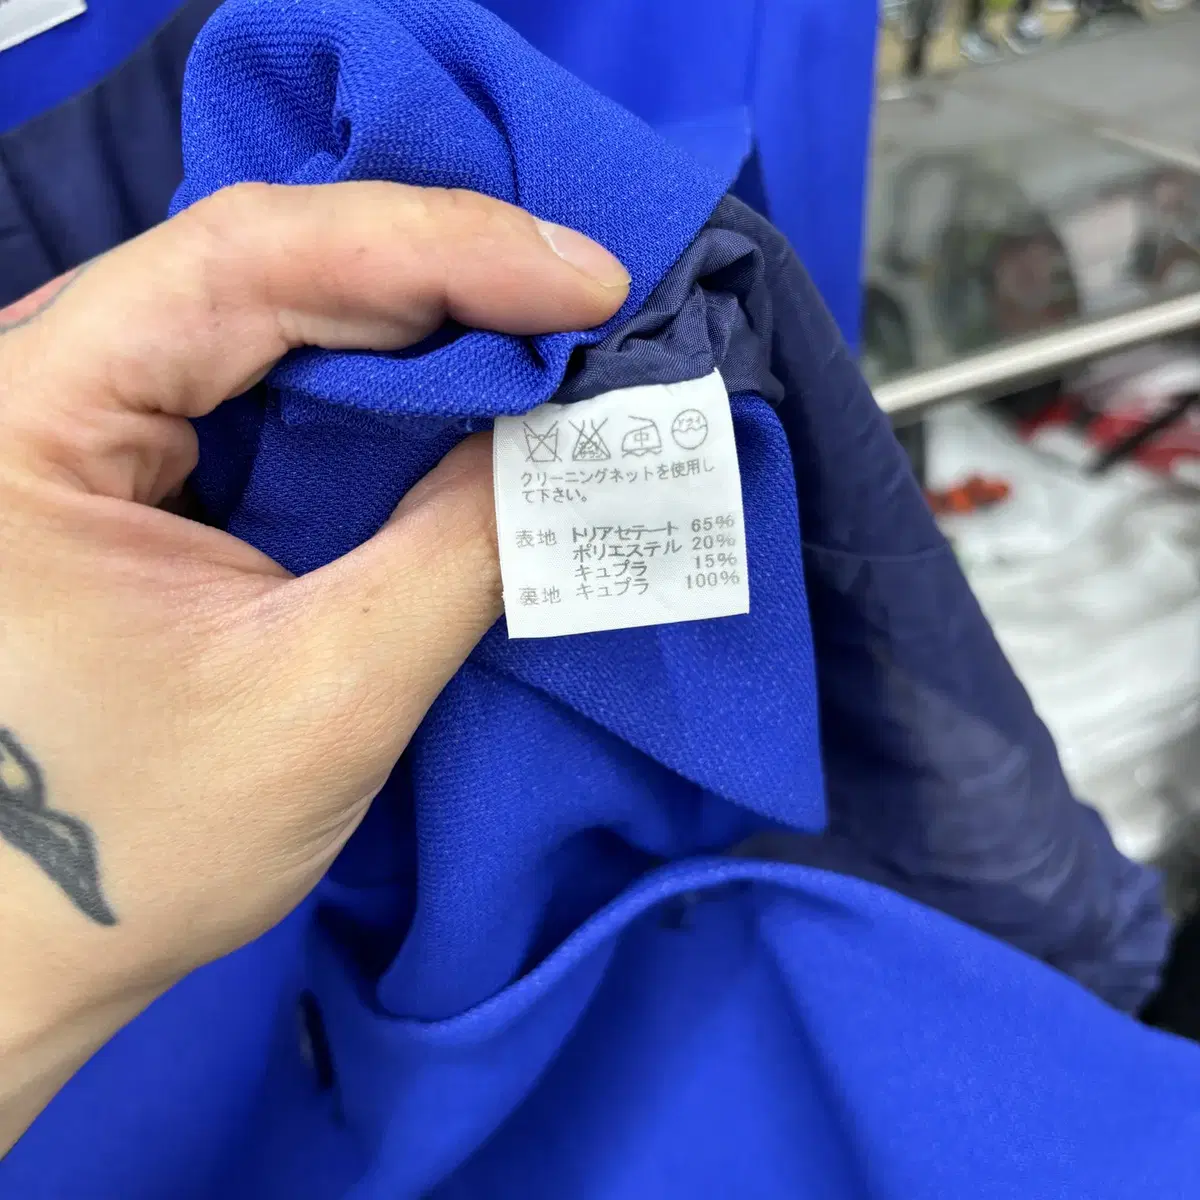 中
クリーニングネットを使用し
て下さい。
表地 トリアセテート 65%
ポリエステル 20%
キュプラ 15%
裏地 キュプラ 100%